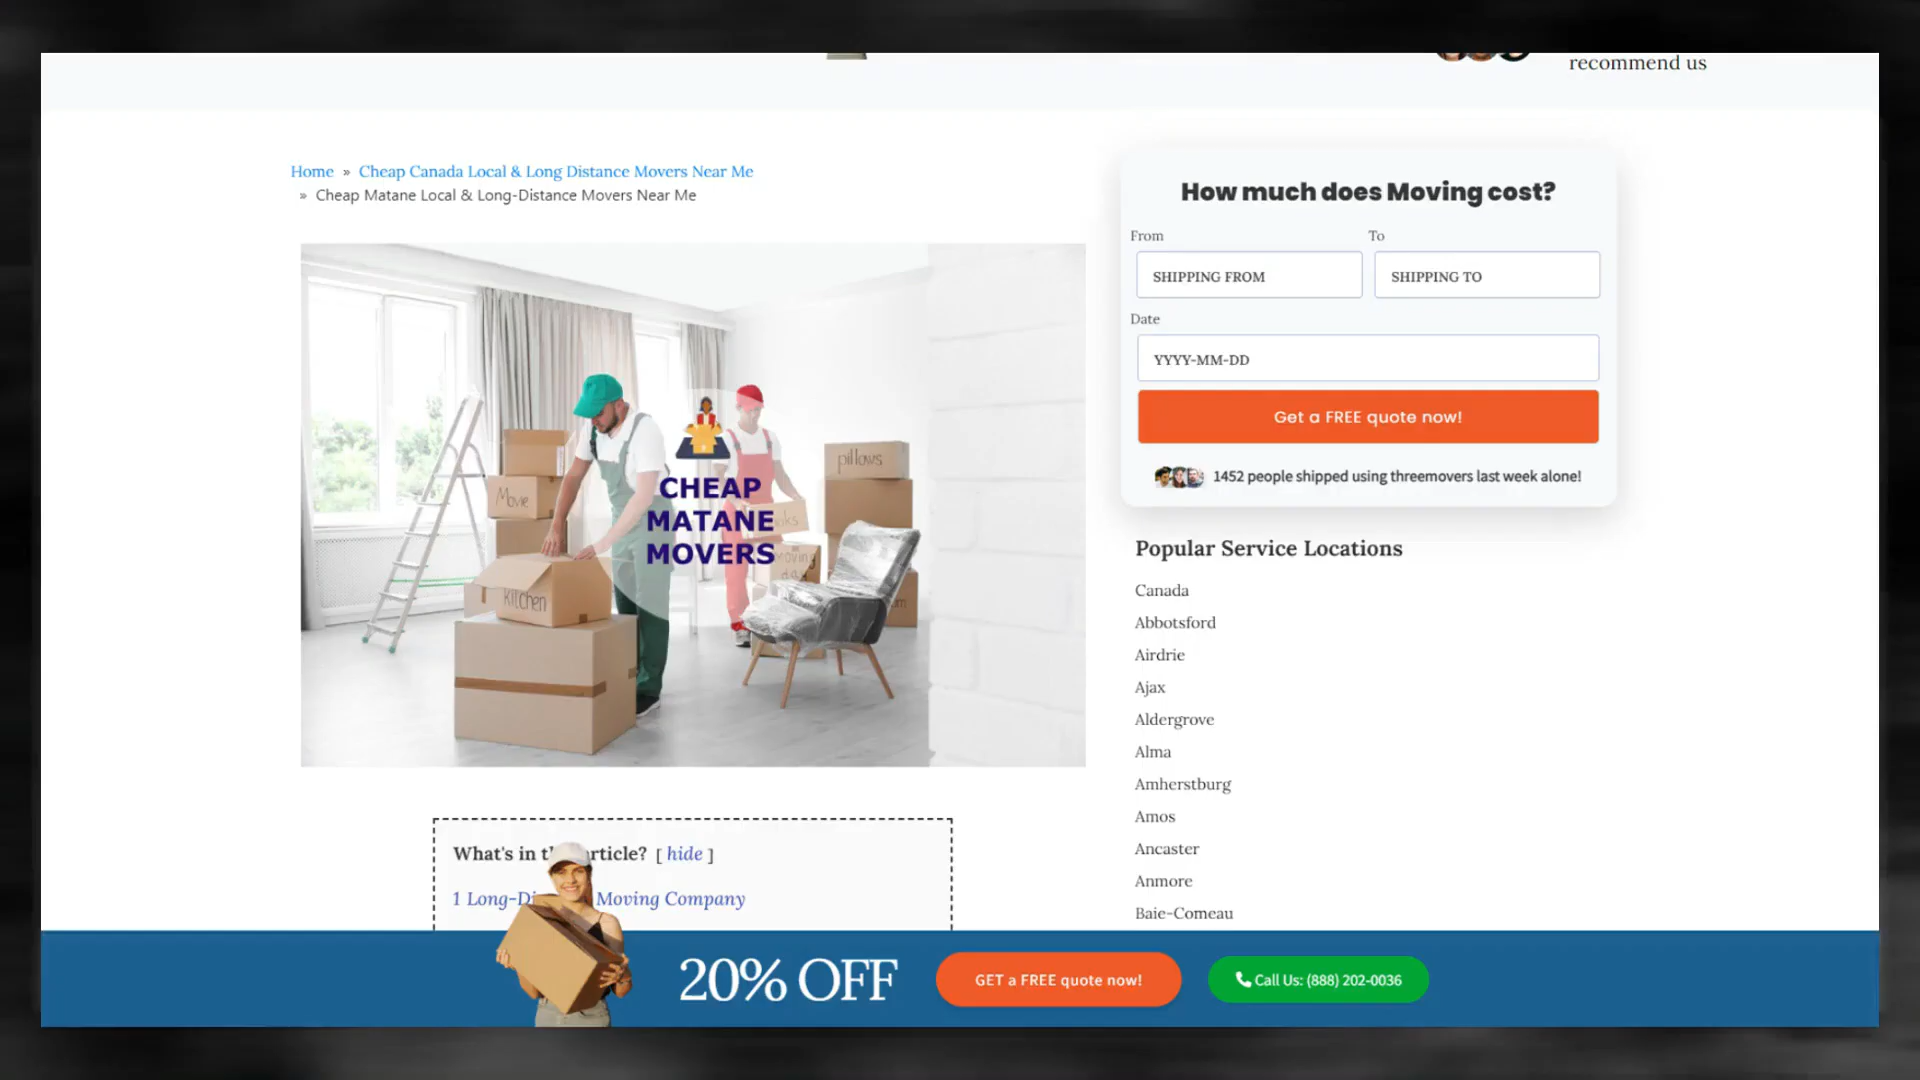 recommend us
Home » Cheap Canada Local & Long Distance Movers Near Me
» Cheap Matane Local & Long-Distance Movers Near Me
Movie
kitchen
pillows
CHEAP
MATANE
MOVERS
moving
day
What's in t rticle? [ hide ]
1 Long-Di Moving Company
How much does Moving cost?
From
To
SHIPPING FROM
SHIPPING TO
Date
YYYY-MM-DD
Get a FREE quote now!
1452 people shipped using threemovers last week alone!
Popular Service Locations
Canada
Abbotsford
Airdrie
Ajax
Aldergrove
Alma
Amherstburg
Amos
Ancaster
Anmore
Baie-Comeau
20% OFF
GET a FREE quote now!
Call Us: (888) 202-0036